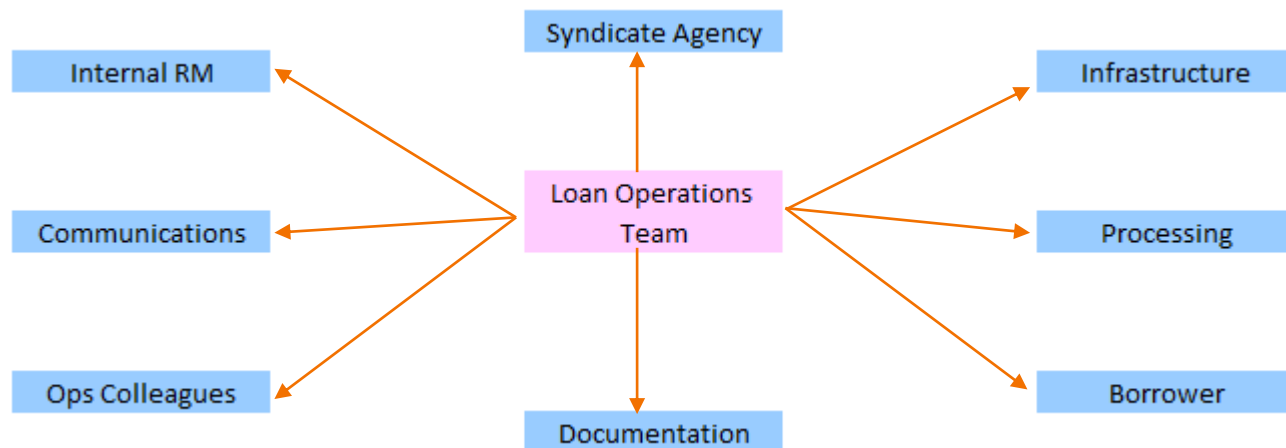 Syndicate Agency
Internal RM
Infrastructure
Loan Operations
Team
Communications
Processing
Ops Colleagues
Borrower
Documentation